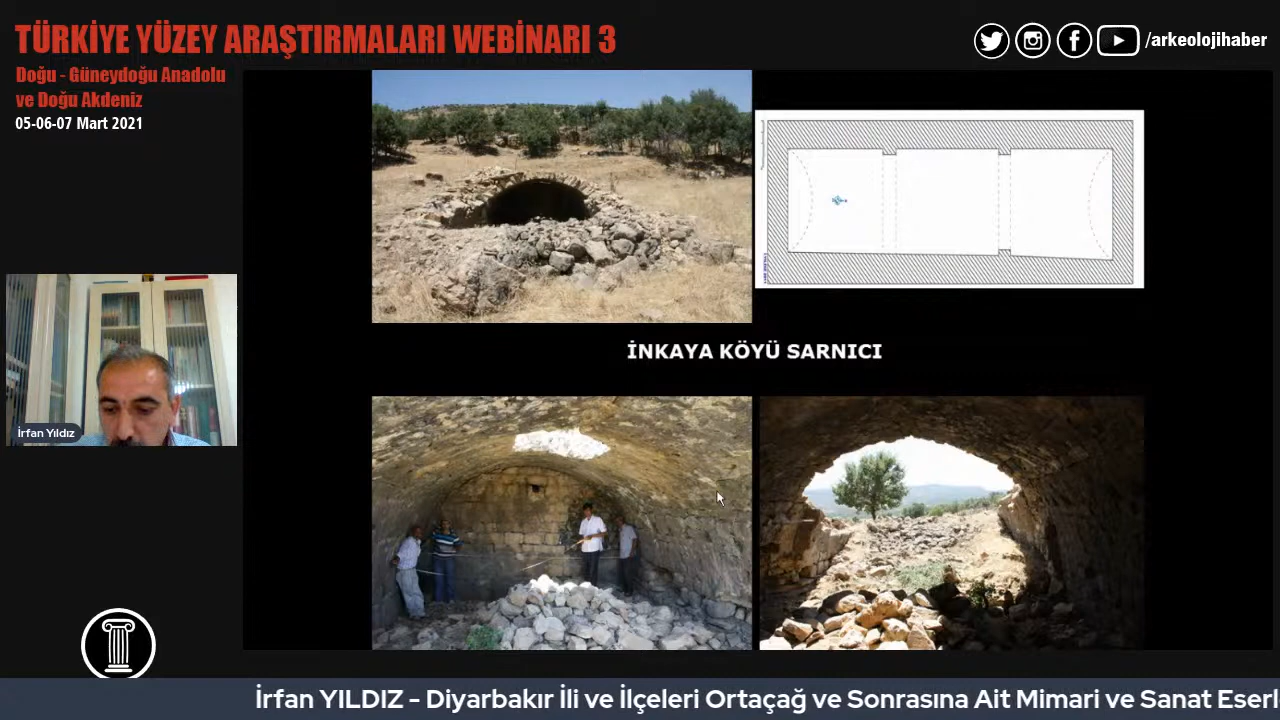 TÜRKİYE YÜZEY ARAŞTIRMALARI WEBİNARI 3
/arkeolojihaber
Doğu - Güneydoğu Anadolu
ve Doğu Akdeniz
05-06-07 Mart 2021
İNKAYA KÖYÜ SARNICI
İrfan Yıldız
İrfan YILDIZ - Diyarbakır İli ve İlçeleri Ortaçağ ve Sonrasına Ait Mimari ve Sanat Eserl